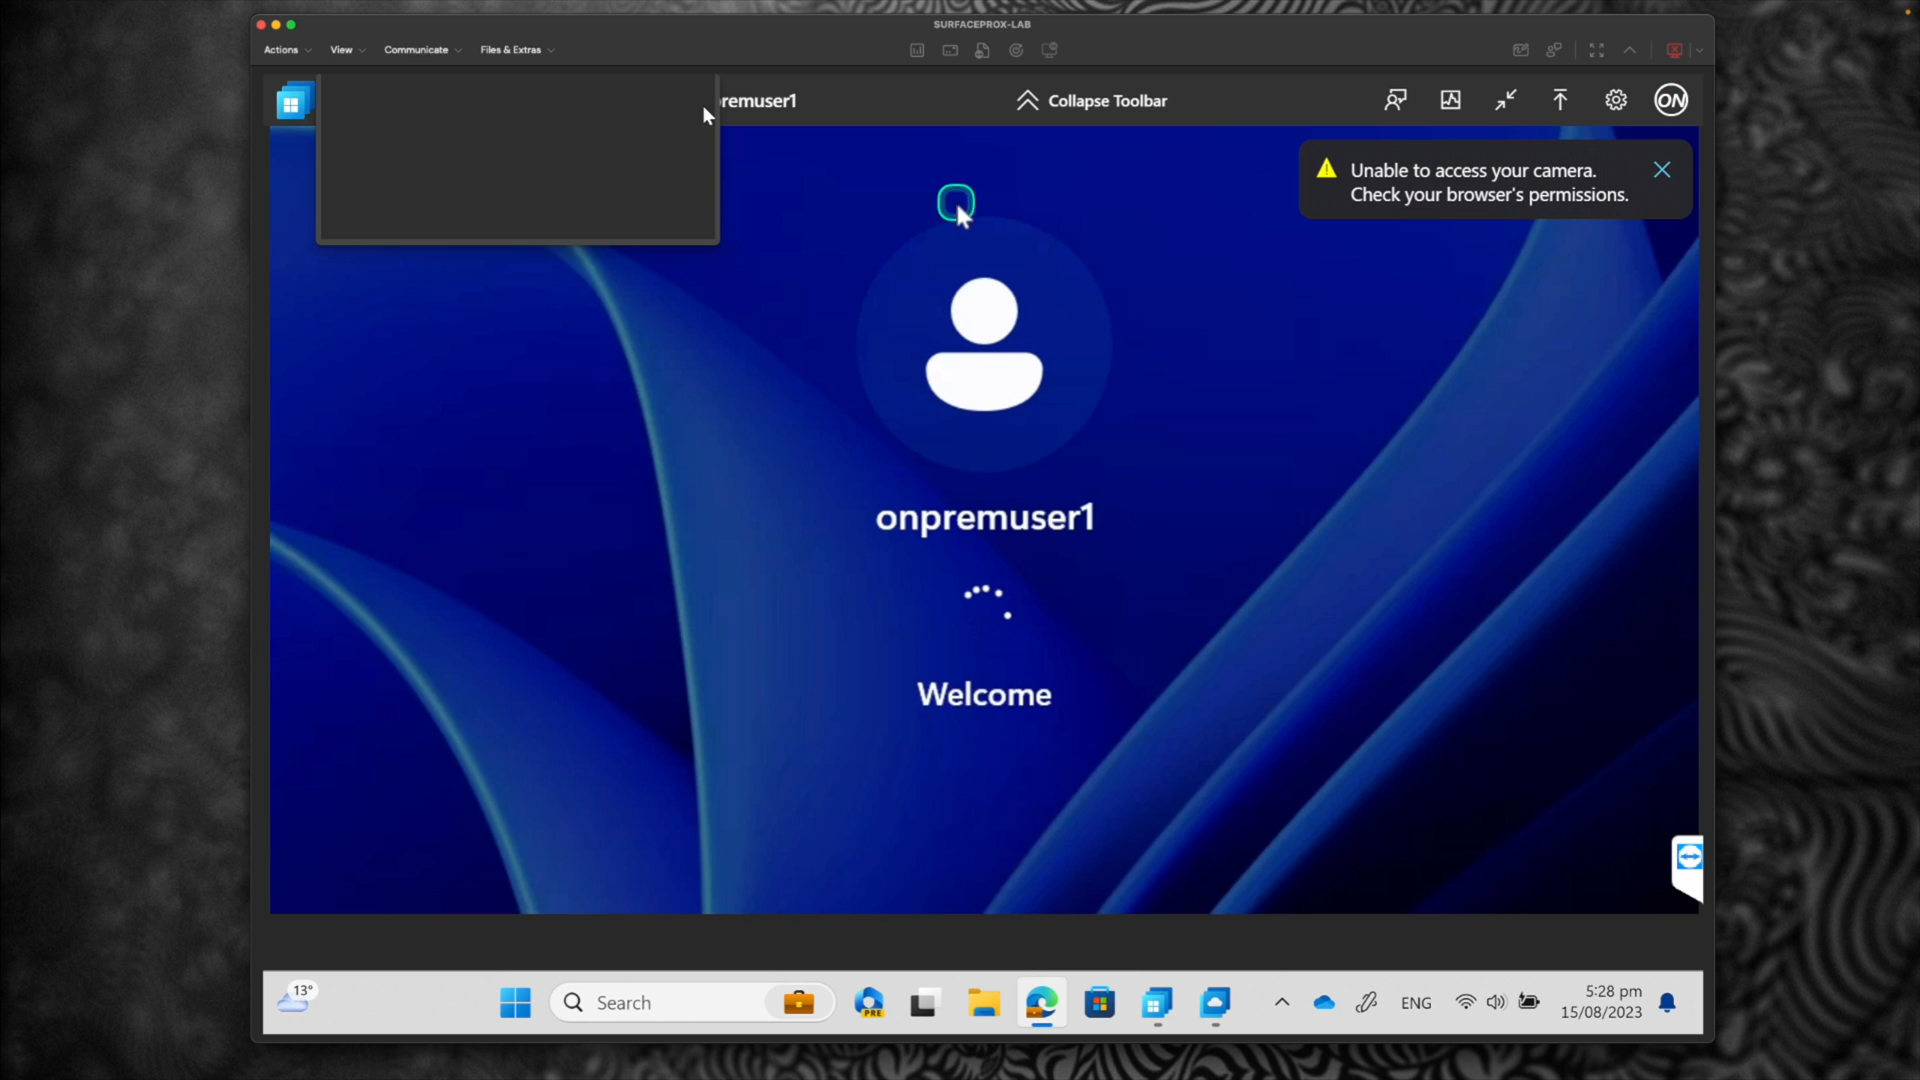 SURFACEPROX-LAB
Actions View Communicate Files & Extras
remuser1
Collapse Toolbar
ON
Unable to access your camera.
Check your browser's permissions.
onpremuser1
Welcome
13°
Search
PRE
ENG
5:28 pm
15/08/2023